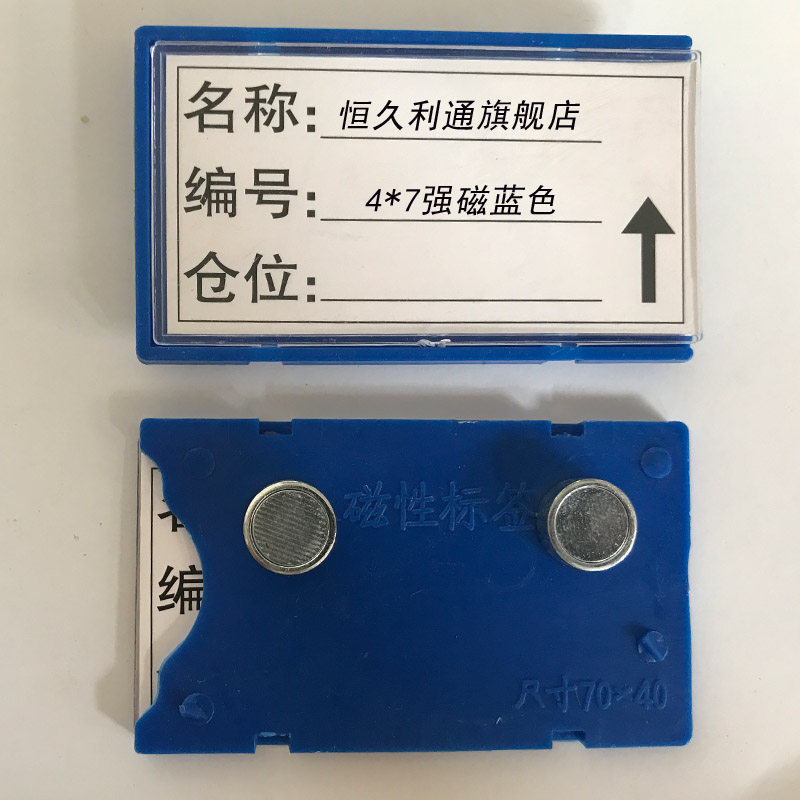 名称: 恒久利通旗舰店
编号: 4*7强磁蓝色
仓位:
磁性标签
编
尺寸70×40